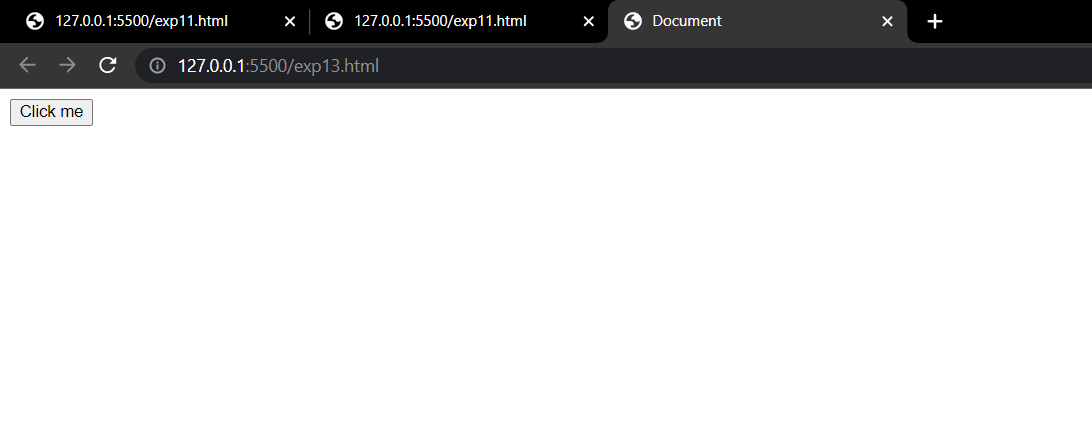 127.0.0.1:5500/exp11.html 127.0.0.1:5500/exp11.html Document
127.0.0.1:5500/exp13.html
Click me